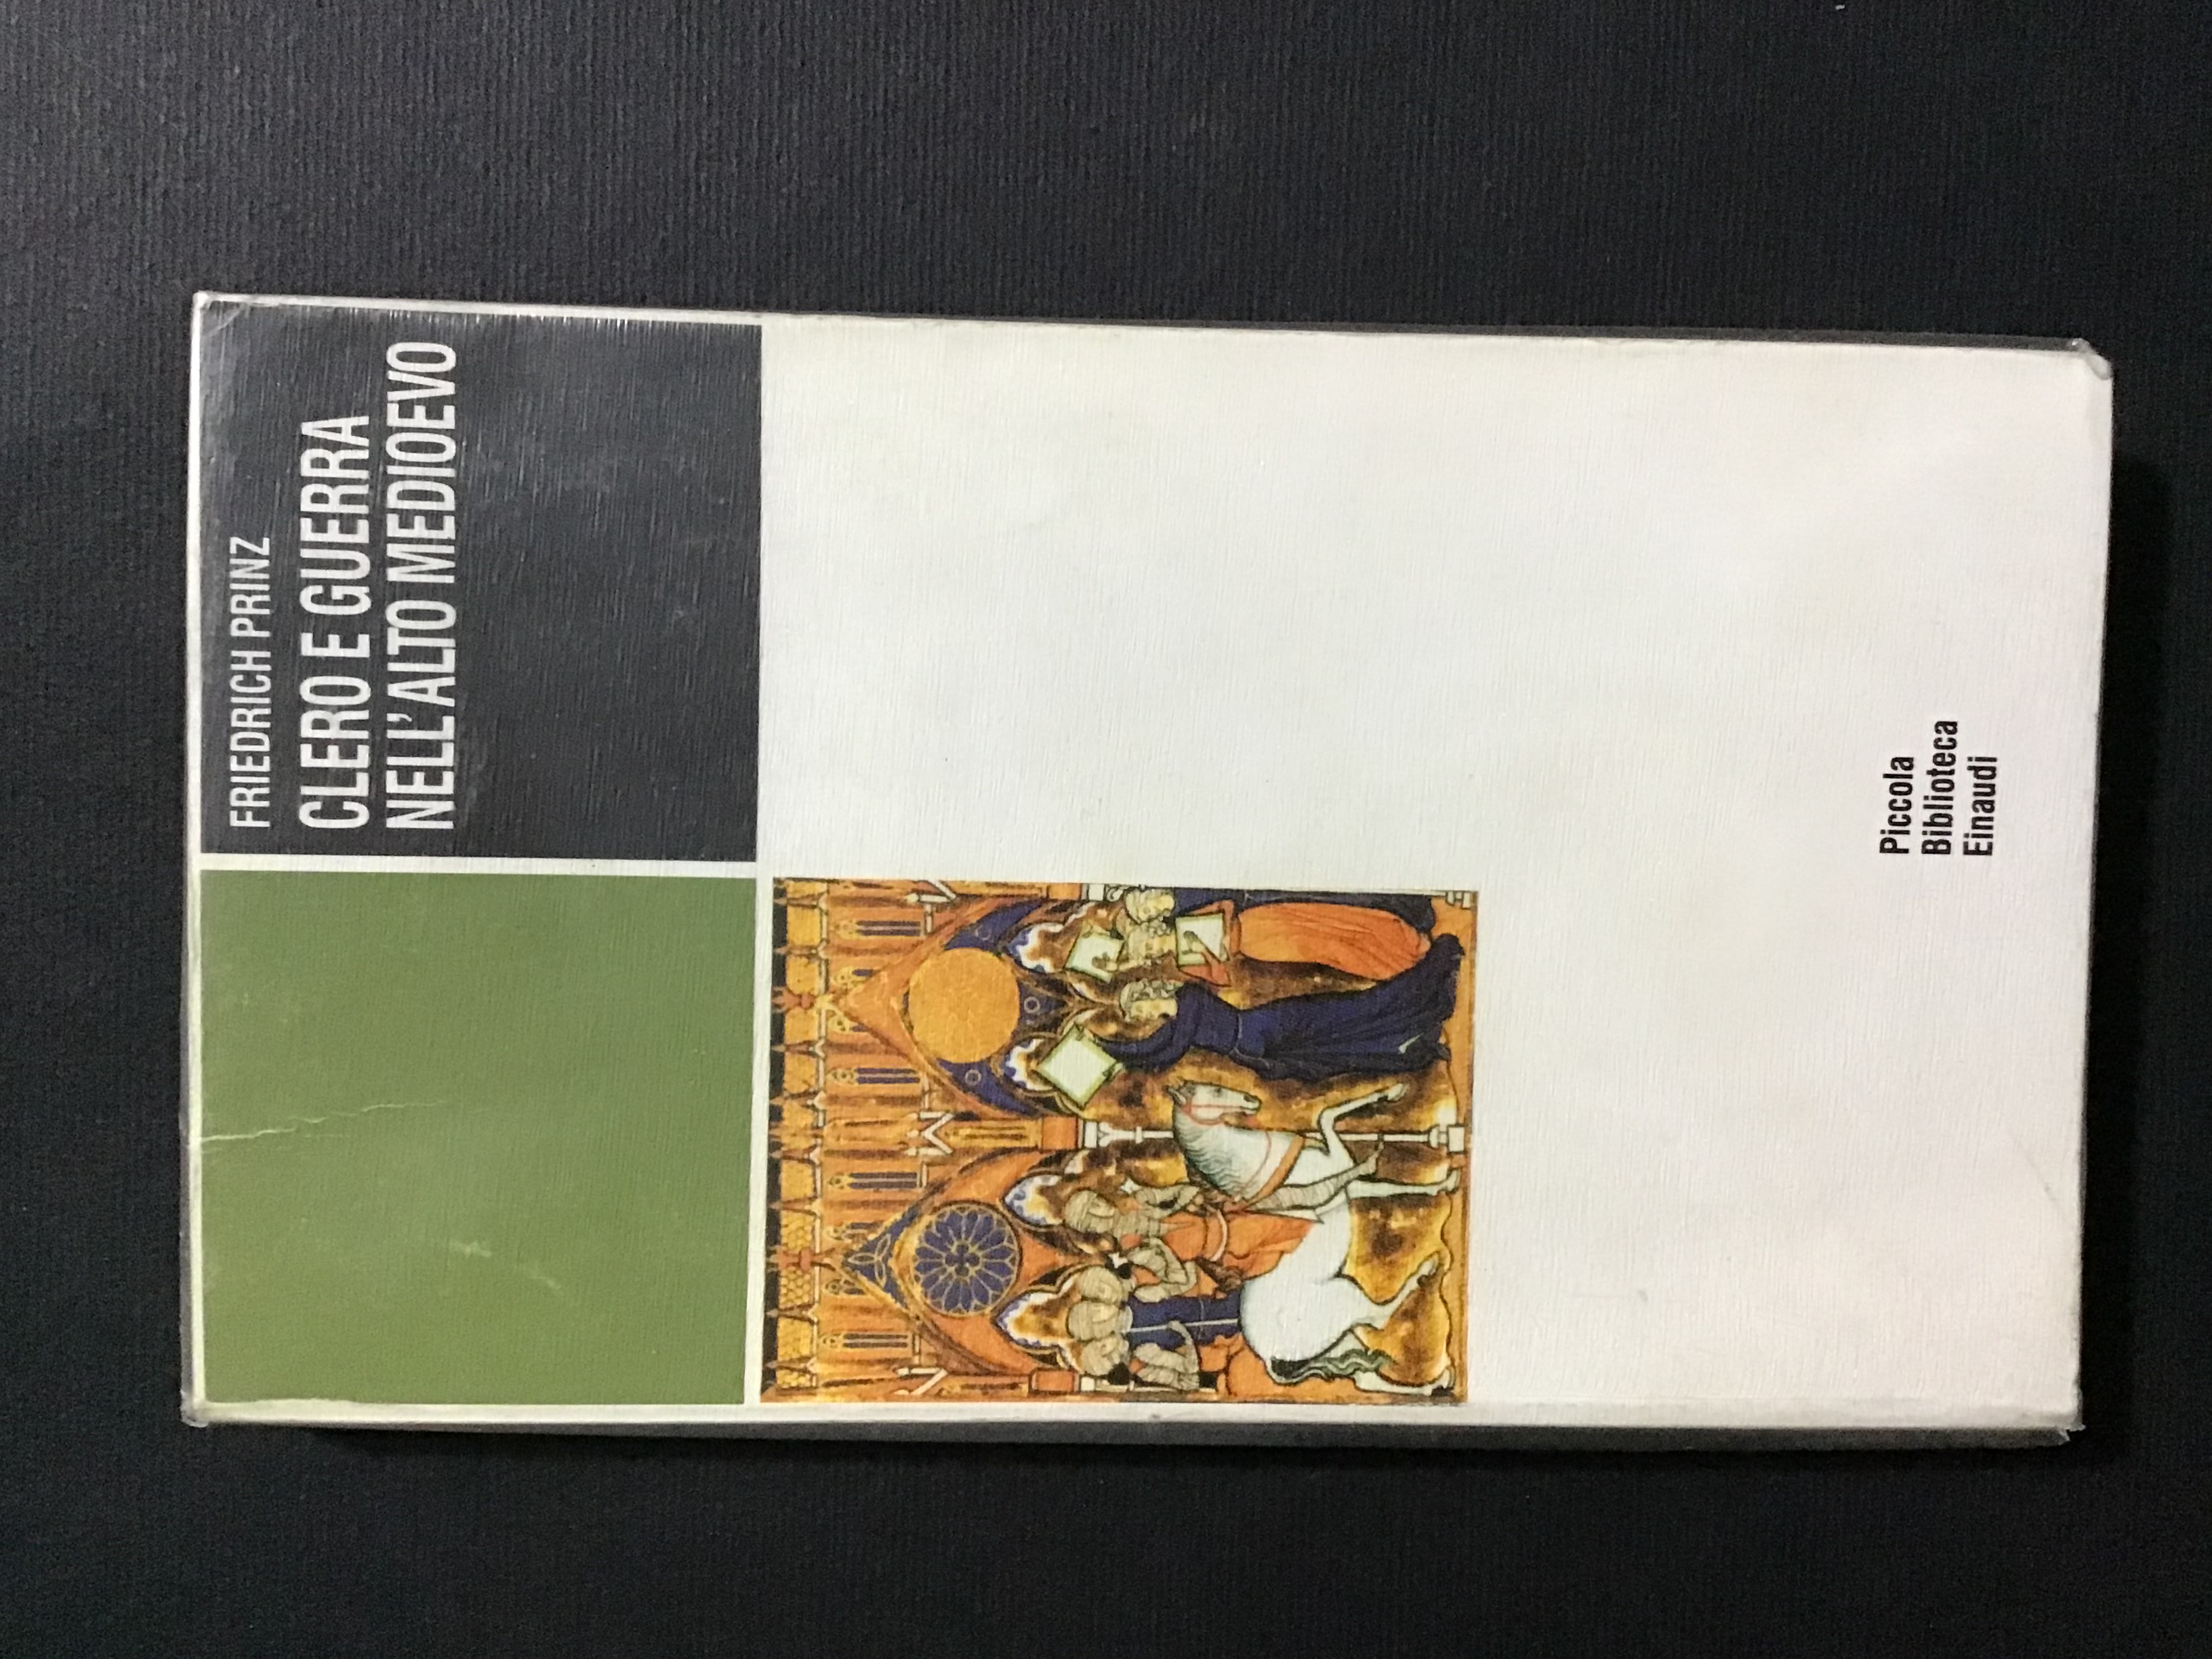 FRIEDRICH PRINZ
CLERO E GUERRA
NELL'ALTO MEDIOEVO
Piccola
Biblioteca
Einaudi